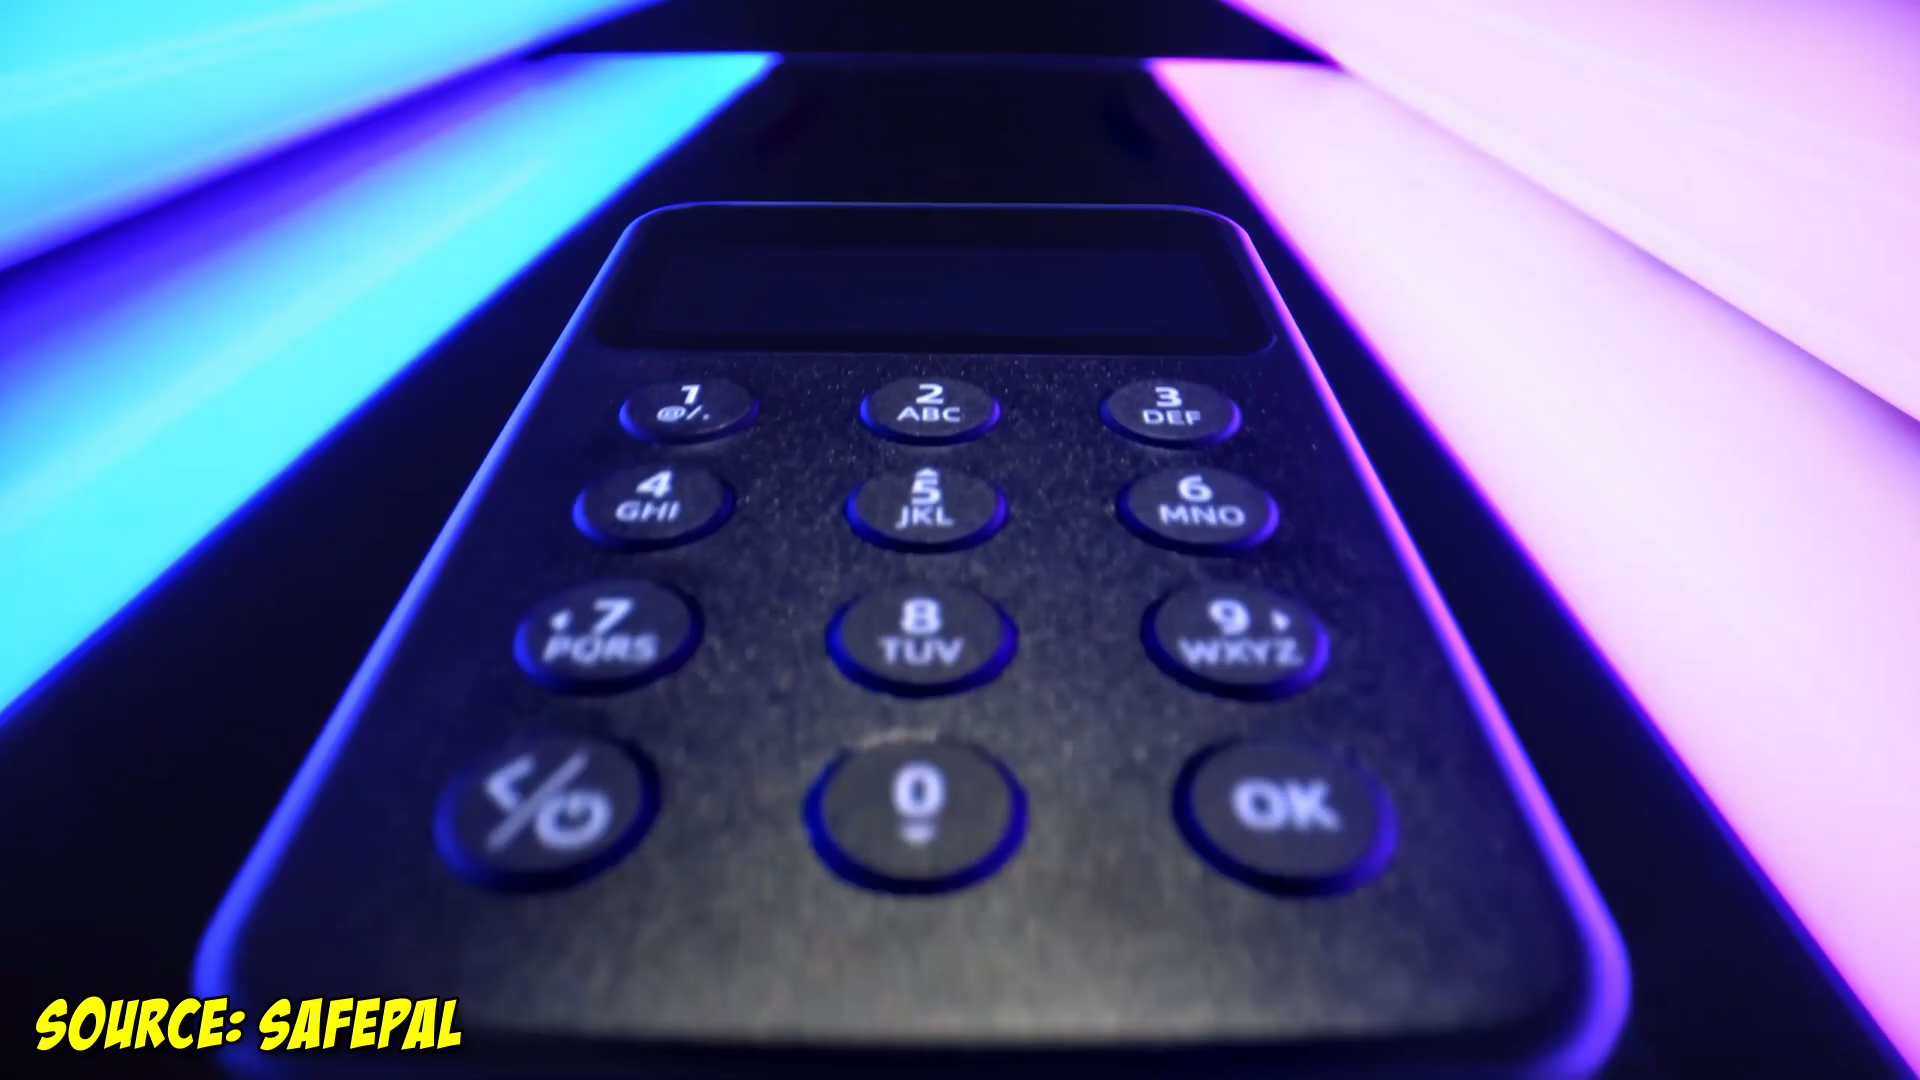 1
@/.
2
ABC
3
DEF
4
GHI
5
JKL
6
MNO
7
PQRS
8
TUV
9
WXYZ
0
OK
SOURCE: SAFEPAL